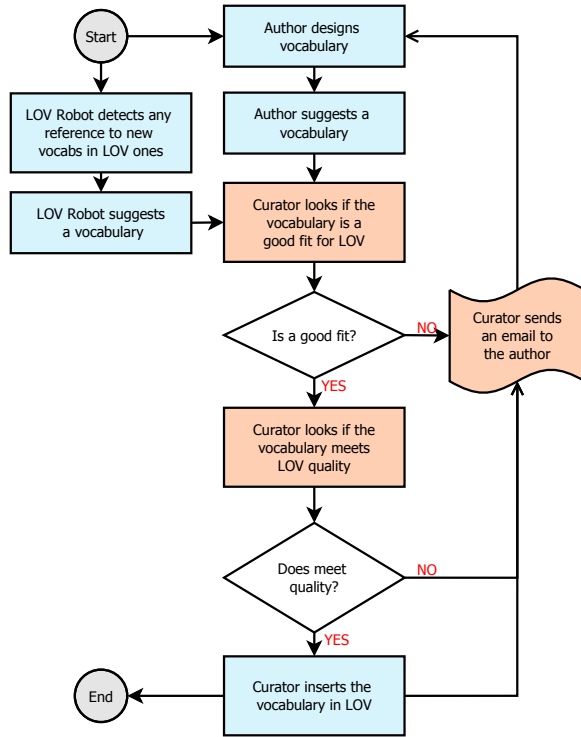 Start
Author designs
vocabulary
LOV Robot detects any
reference to new
vocabs in LOV ones
Author suggests a
vocabulary
LOV Robot suggests
a vocabulary
Curator looks if the
vocabulary is a
good fit for LOV
Is a good fit?
NO
Curator sends
an email to
the author
YES
Curator looks if the
vocabulary meets
LOV quality
Does meet
quality?
NO
YES
Curator inserts the
vocabulary in LOV
End